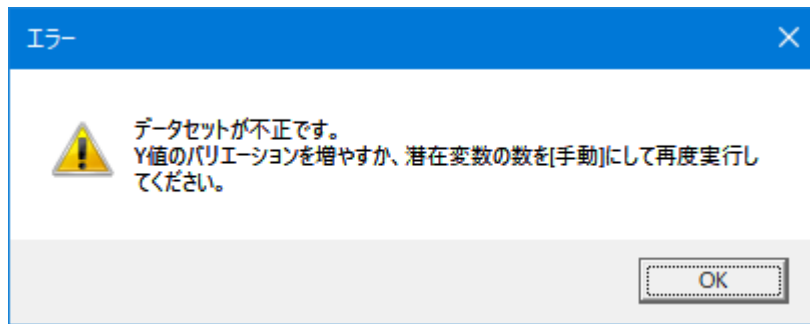 エラー
データセットが不正です。
Y値のバリエーションを増やすか、潜在変数の数を[手動]にして再度実行し
てください。
OK